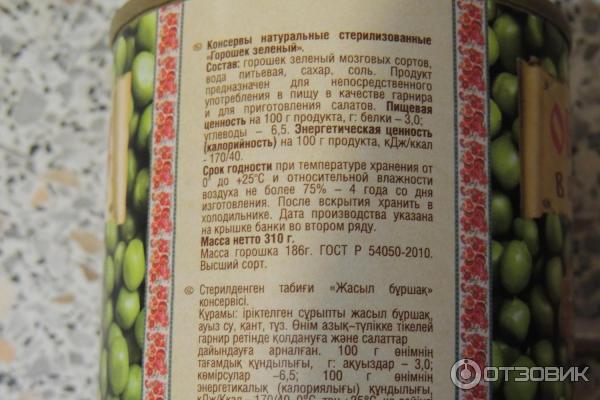 Консервы натуральные стерилизованные
«Горошек зеленый».
Состав: горошек зеленый мозговых сортов,
вода питьевая, сахар, соль. Продукт
предназначен для непосредственного
употребления в пищу в качестве гарнира
и для приготовления салатов. Пищевая
ценность на 100 г продукта, г: белки – 3,0;
углеводы – 6,5. Энергетическая ценность
(калорийность) на 100 г продукта, кДж/ккал
- 170/40.
Срок годности при температуре хранения от
0° до +25°С и относительной влажности
воздуха не более 75% – 4 года со дня
изготовления. После вскрытия хранить в
холодильнике. Дата производства указана
на крышке банки во втором ряду.
Масса нетто 310 г.
Масса горошка 186г. ГОСТ Р 54050-2010.
Высший сорт.
Стерилденген табиғи «Жасыл бұршақ»
консервісі.
Құрамы: іріктелген сұрыпты жасыл бұршақ,
ауыз су, қант, тұз. Өнім азық-түлікке тікелей
гарнир ретінде қолдануға және салаттар
дайындауға арналған. 100 г өнімнің
тағамдық құндылығы, г: ақуыздар – 3,0;
көмірсулар –6,5; 100 г өнімнің
энергетикалық (калориялығы) құндылығы,
кДж/Ккал - 170/40. 0°С
ОТЗОВИК